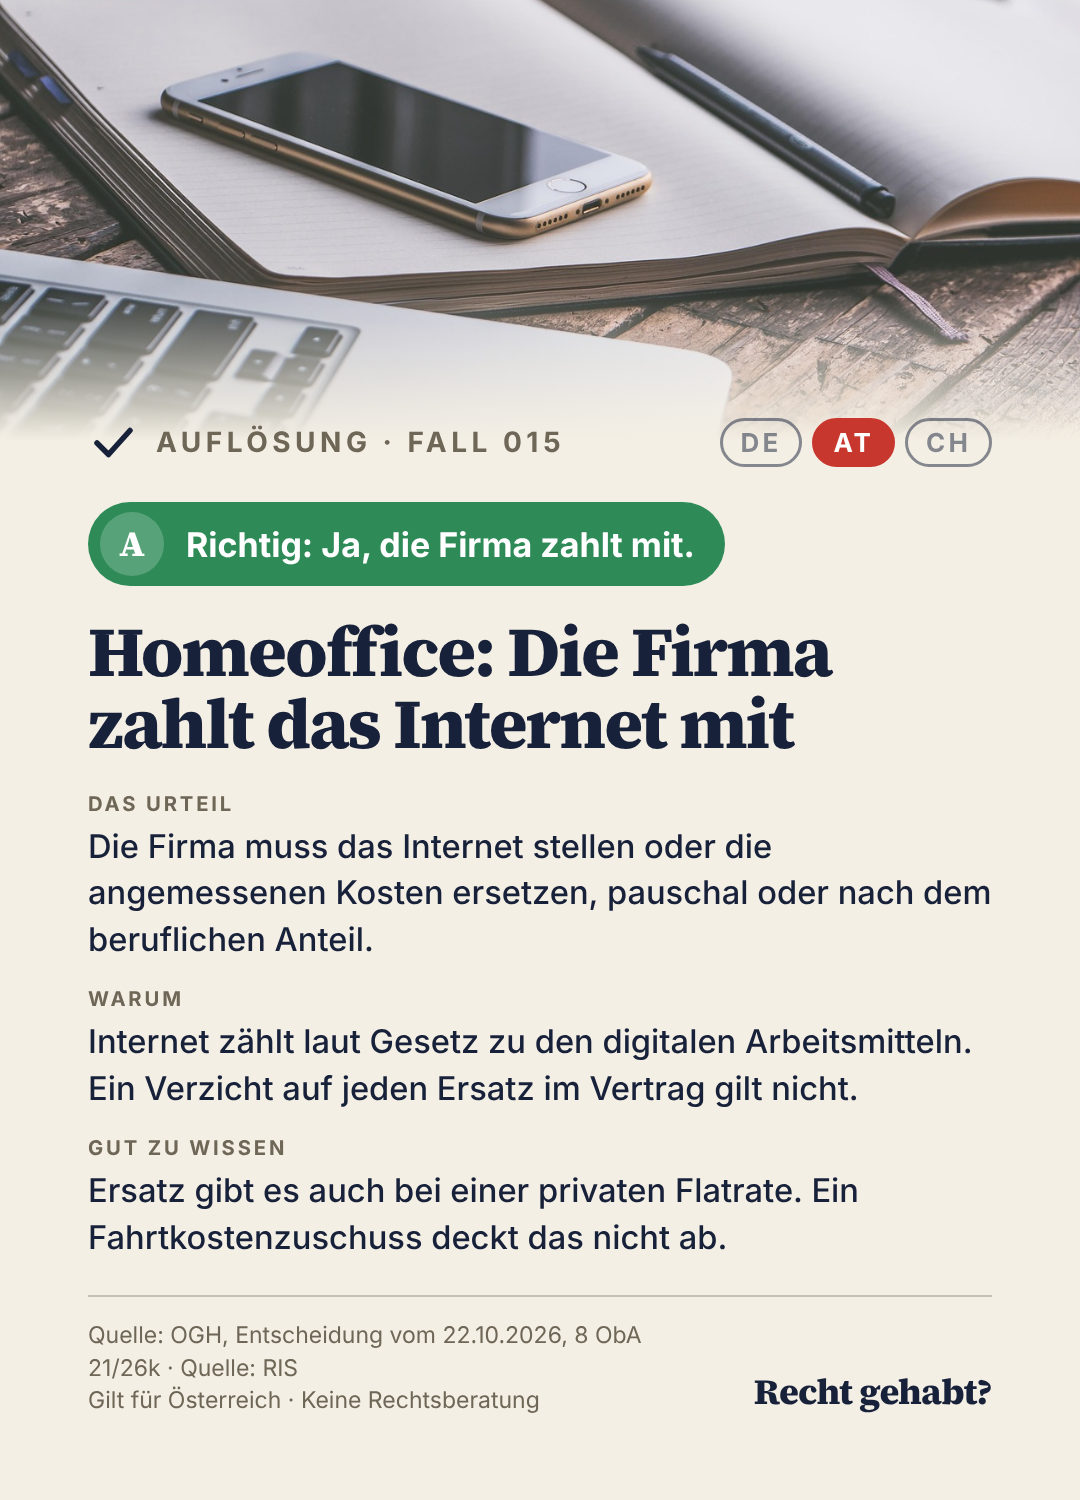 AUFLÖSUNG · FALL 015
DE AT CH
A Richtig: Ja, die Firma zahlt mit.
Homeoffice: Die Firma
zahlt das Internet mit
DAS URTEIL
Die Firma muss das Internet stellen oder die
angemessenen Kosten ersetzen, pauschal oder nach dem
beruflichen Anteil.
WARUM
Internet zählt laut Gesetz zu den digitalen Arbeitsmitteln.
Ein Verzicht auf jeden Ersatz im Vertrag gilt nicht.
GUT ZU WISSEN
Ersatz gibt es auch bei einer privaten Flatrate. Ein
Fahrtkostenzuschuss deckt das nicht ab.
Quelle: OGH, Entscheidung vom 22.10.2026, 8 ObA
21/26k · Quelle: RIS
Gilt für Österreich · Keine Rechtsberatung
Recht gehabt?